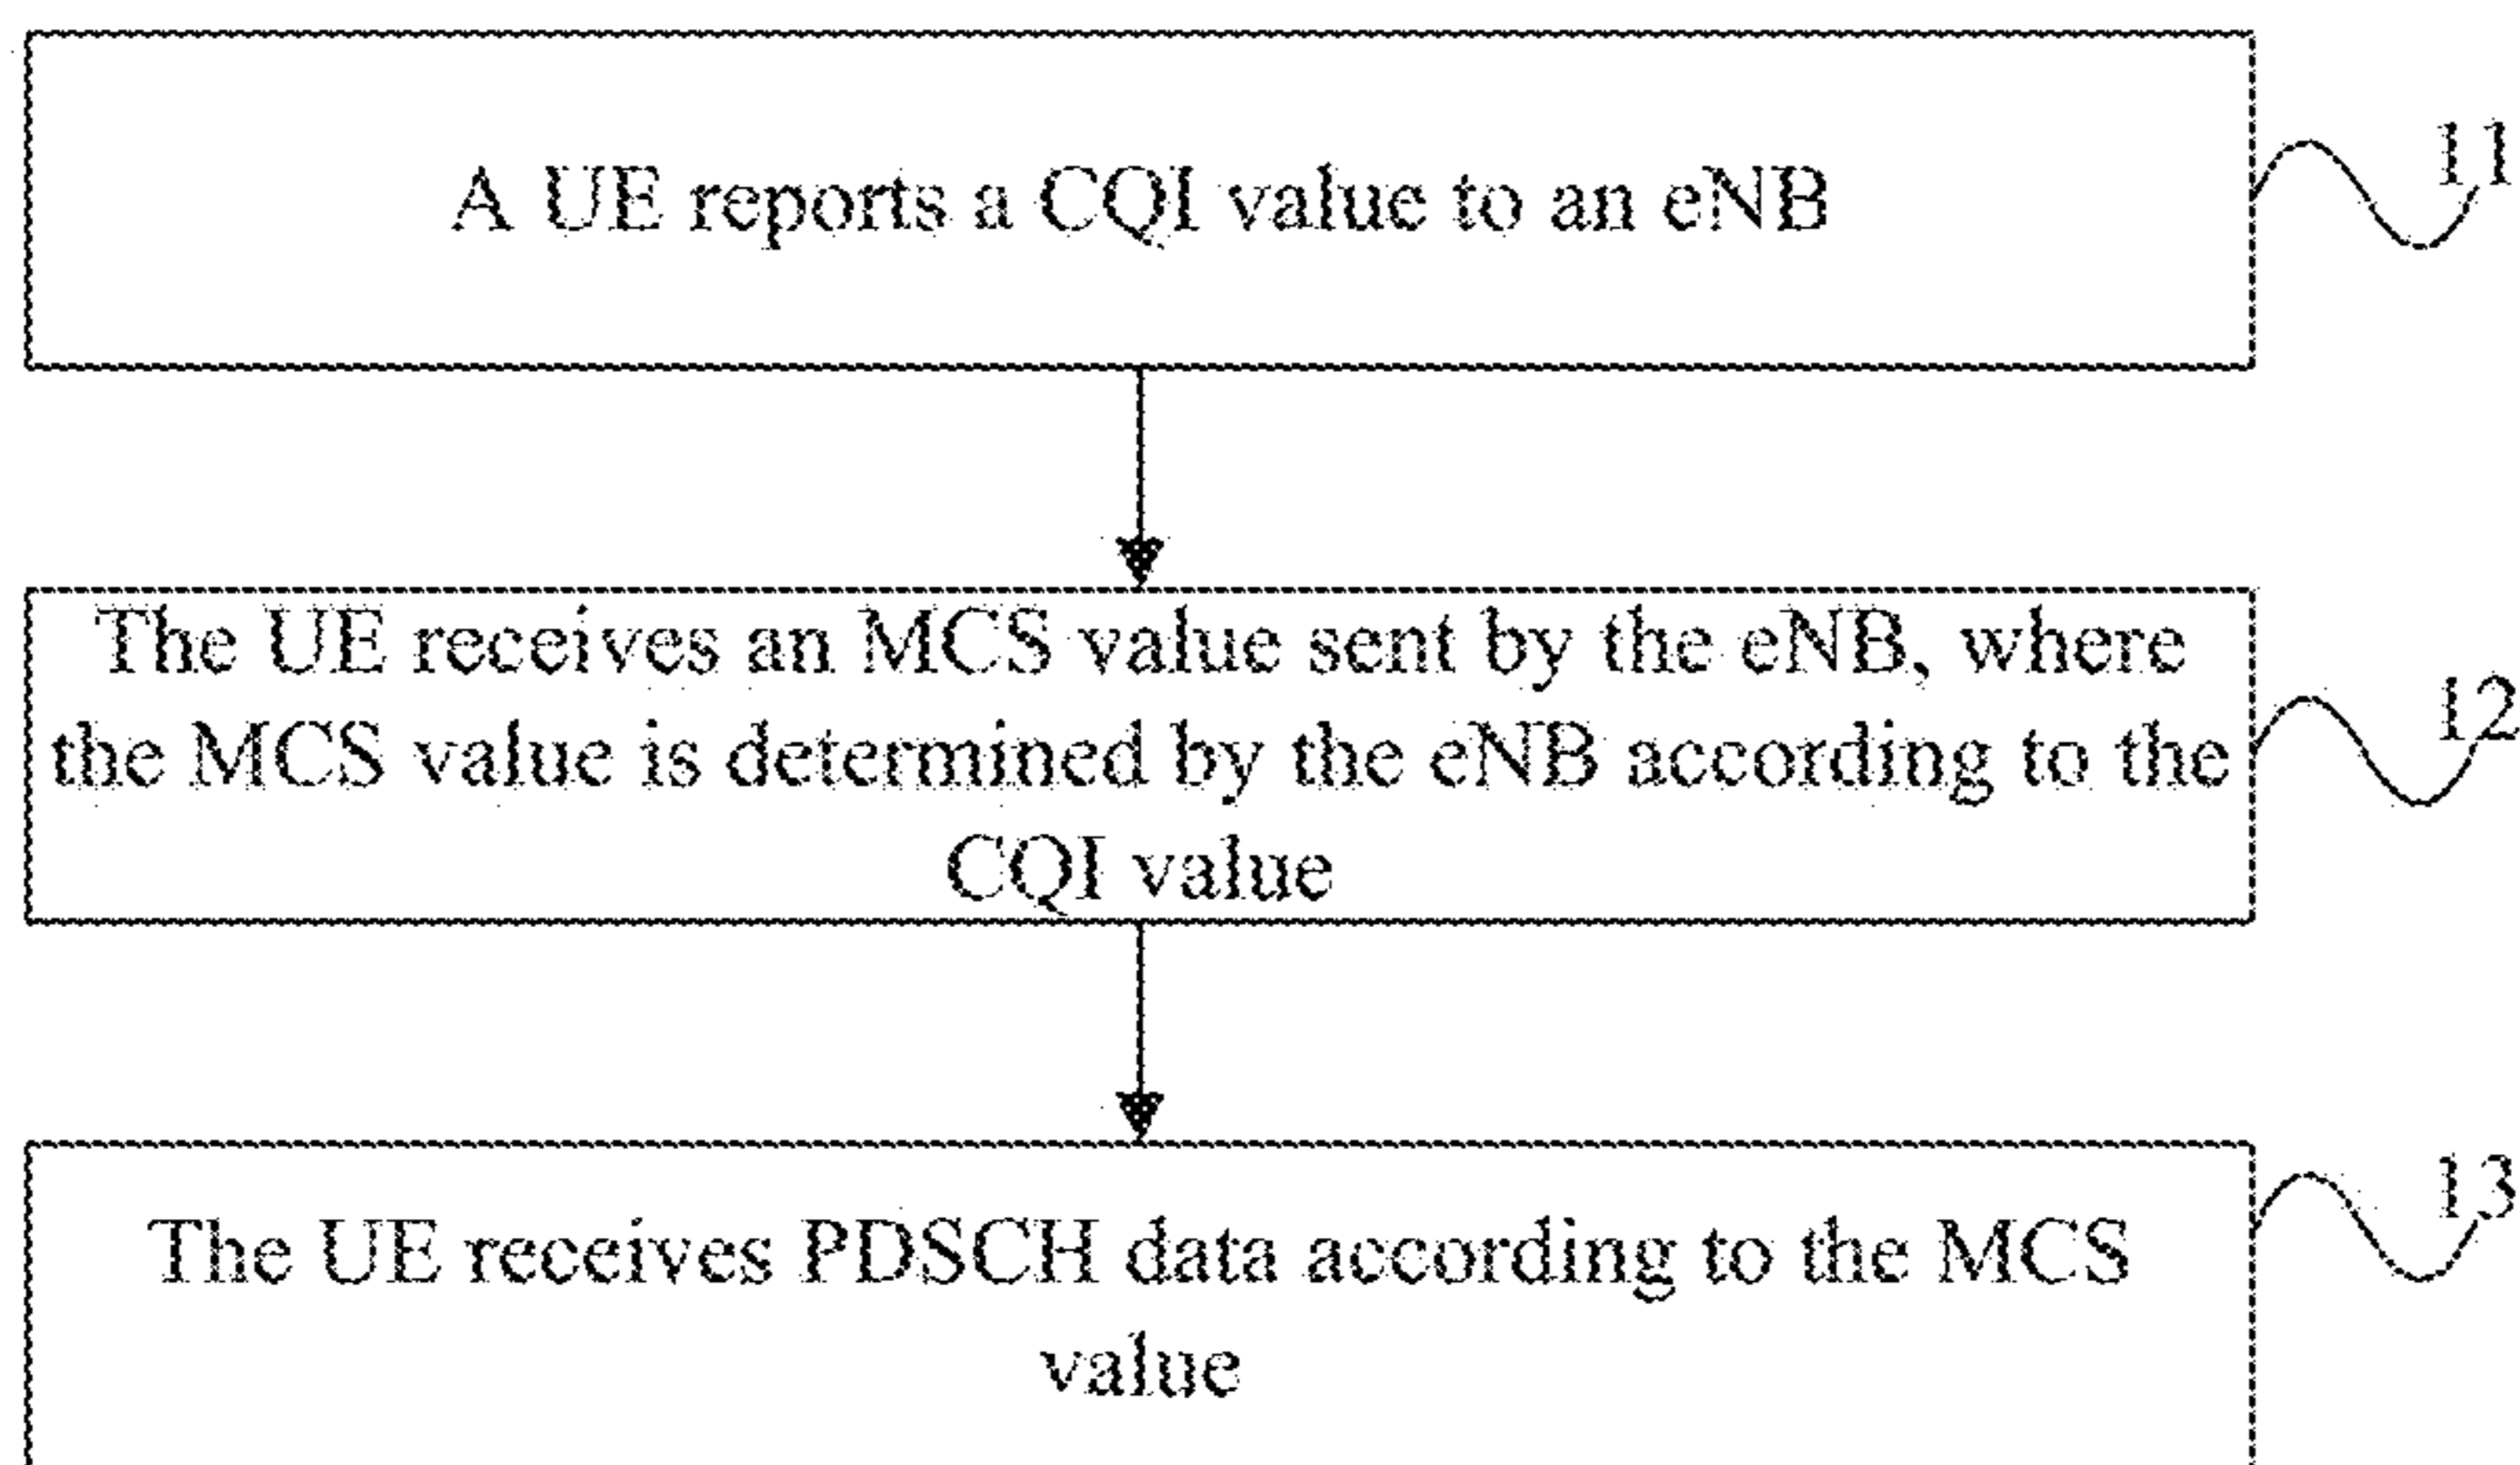 A UE reports a CQI value to an eNB
11
The UE receives an MCS value sent by the eNB, where
the MCS value is determined by the eNB according to the
CQI value
12
The UE receives PDSCH data according to the MCS
value
13